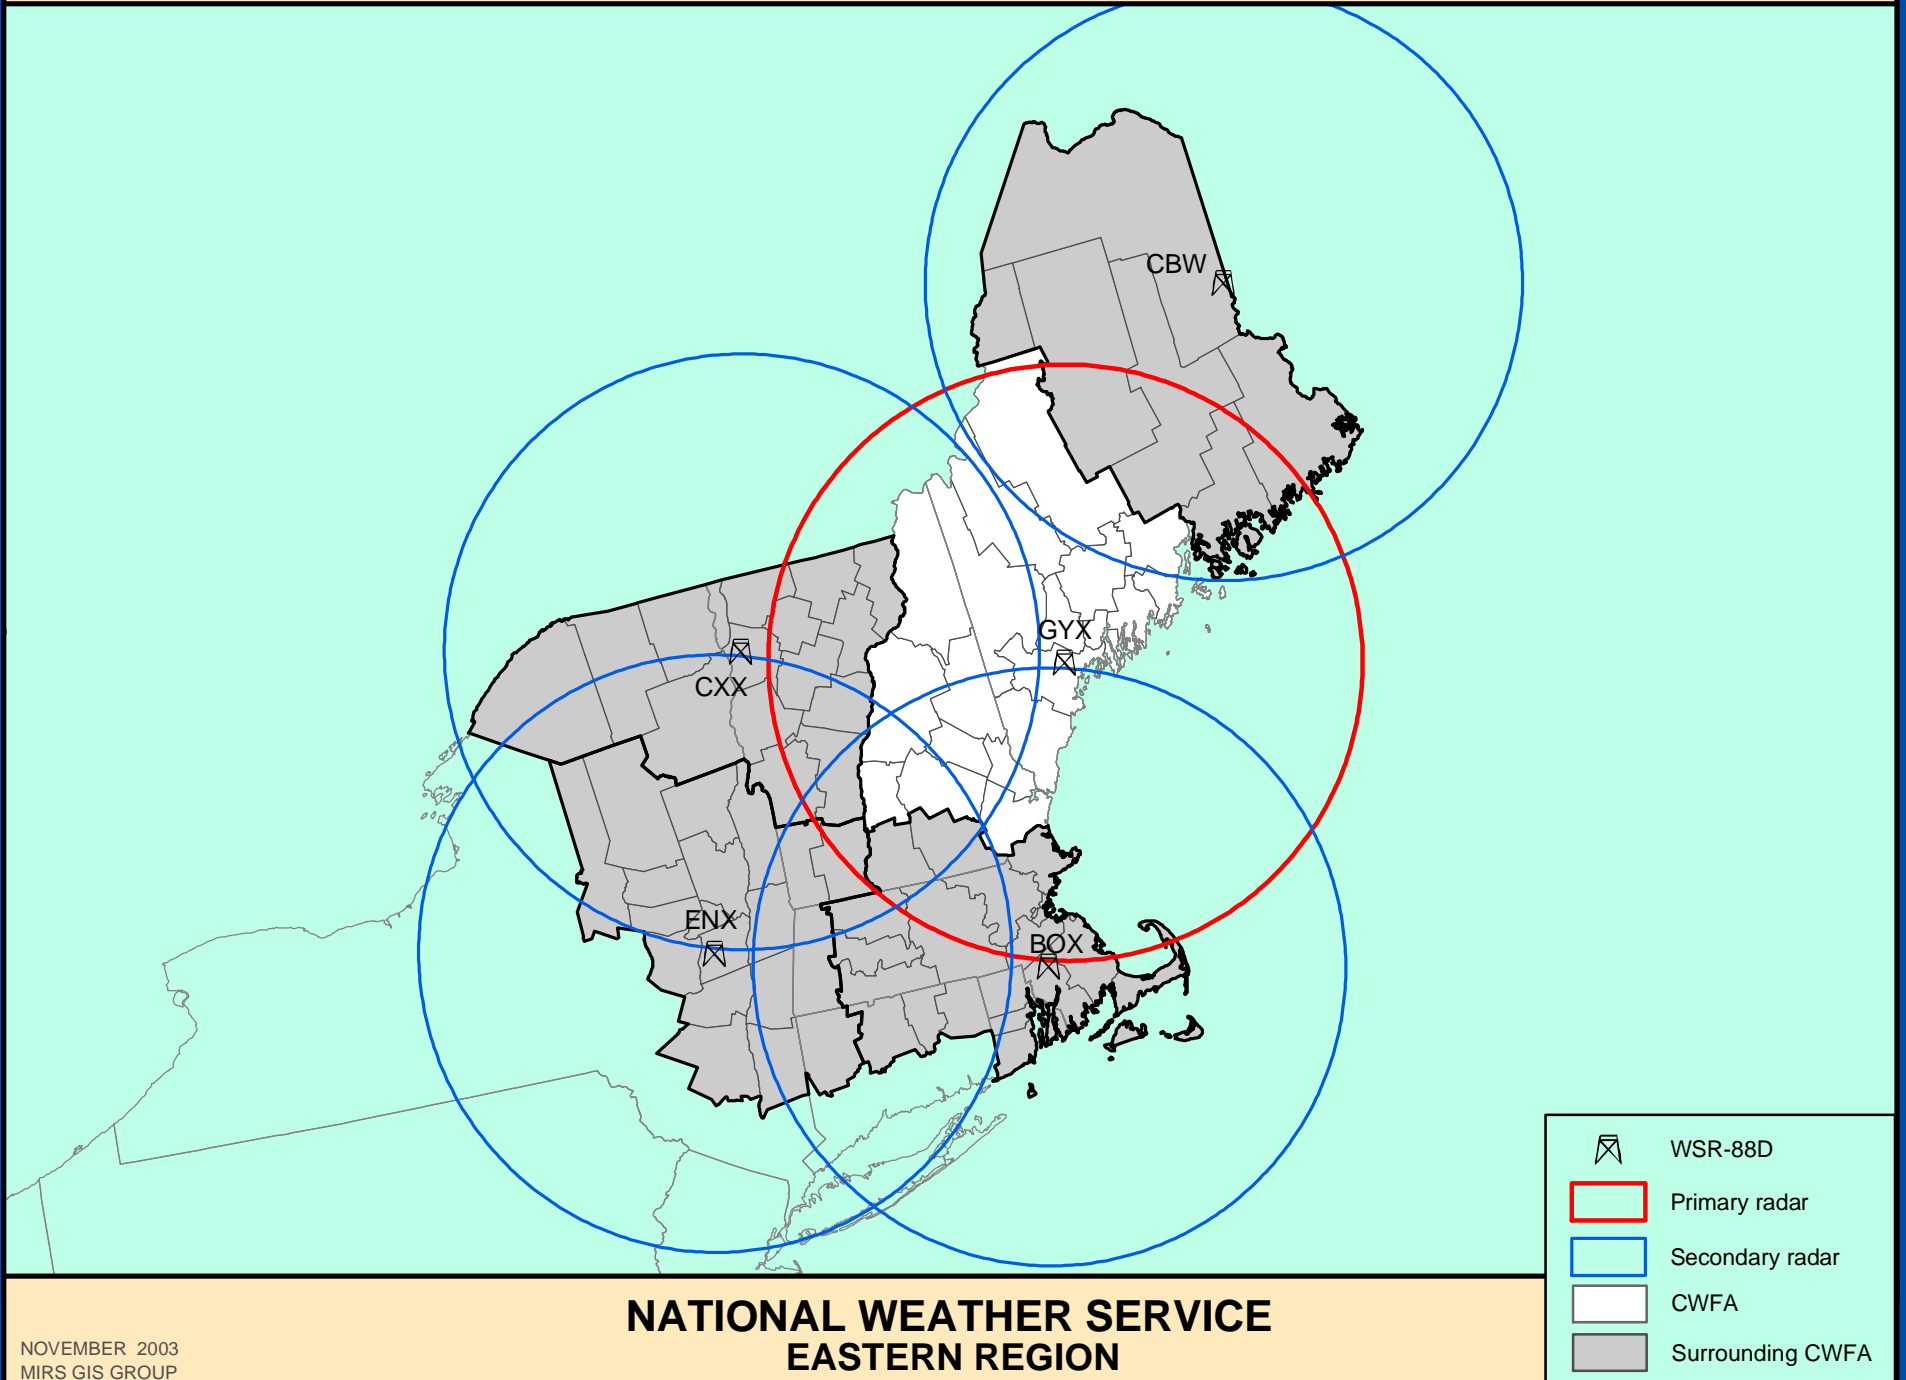 CBW
GYX
CXX
ENX
BOX
WSR-88D
Primary radar
Secondary radar
CWFA
Surrounding CWFA
NATIONAL WEATHER SERVICE
EASTERN REGION
NOVEMBER 2003
MIRS GIS GROUP